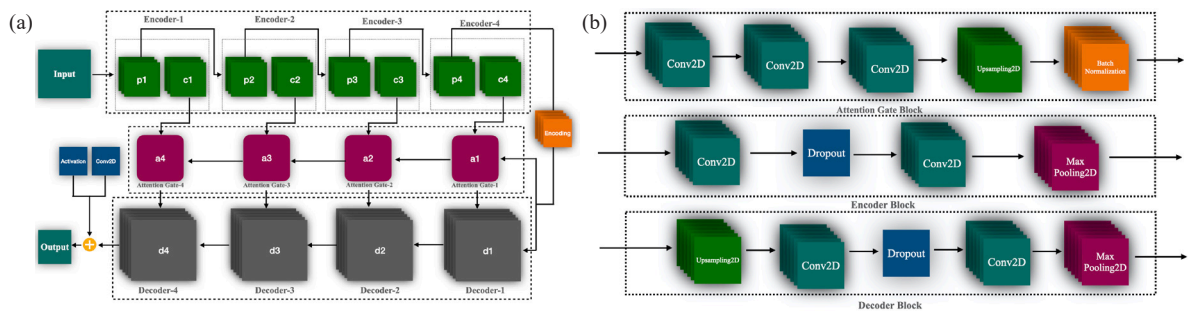 (a)
Encoder-1
Encoder-2
Encoder-3
Encoder-4
Input
p1
c1
p2
c2
p3
c3
p4
c4
Encoding
Activation
Conv2D
a4
a3
a2
a1
Attention Gate-4
Attention Gate-3
Attention Gate-2
Attention Gate-1
Output
+
d4
d3
d2
d1
Decoder-4
Decoder-3
Decoder-2
Decoder-1
(b)
Conv2D
Conv2D
Conv2D
Upsampling2D
Batch
Normalization
Attention Gate Block
Conv2D
Dropout
Conv2D
Max
Pooling2D
Encoder Block
Upsampling2D
Conv2D
Dropout
Conv2D
Max
Pooling2D
Decoder Block